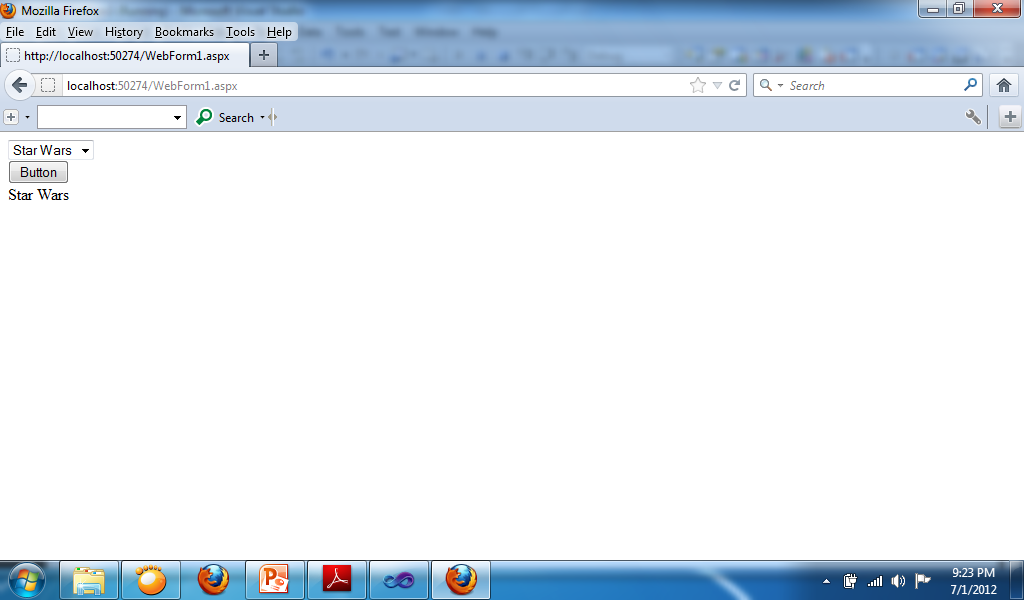 Mozilla Firefox
File Edit View History Bookmarks Tools Help
http://localhost:50274/WebForm1.aspx
localhost:50274/WebForm1.aspx
Search
Search
Star Wars
Button
Star Wars
9:23 PM
7/1/2012